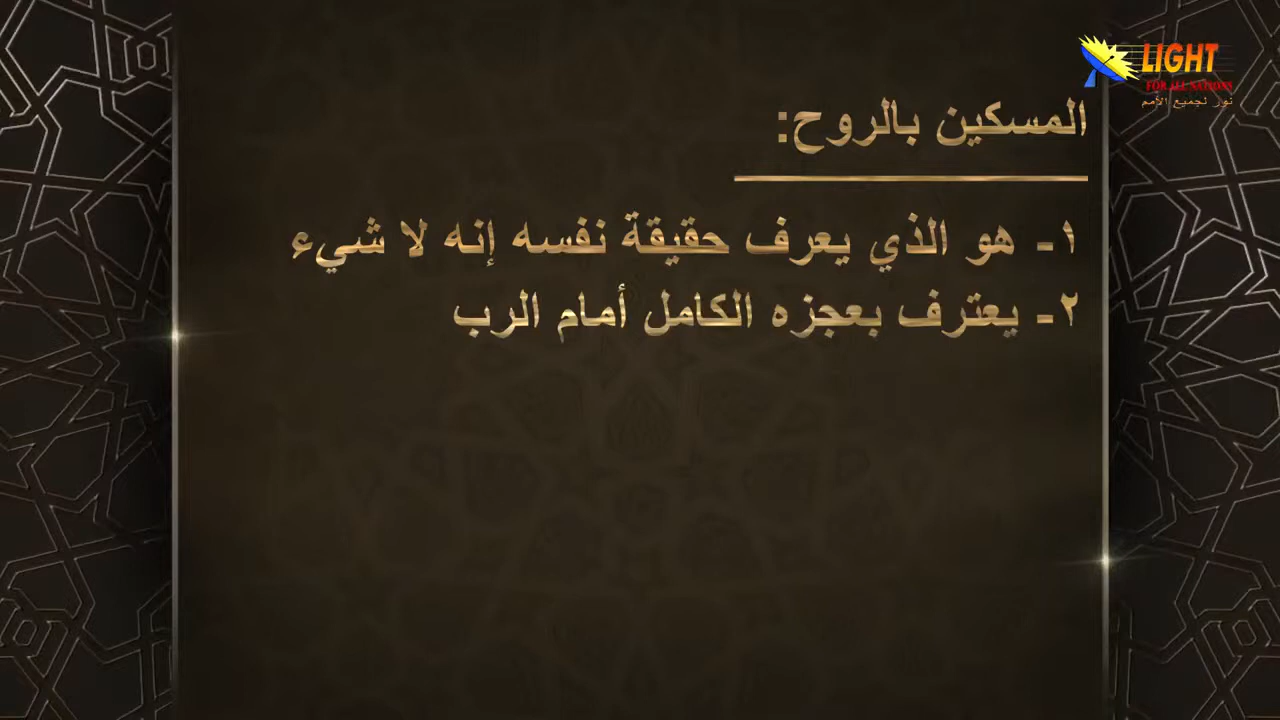 LIGHT
FOR ALL NATIONS
نور لجميع الأمم
المسكين بالروح:
١- هو الذي يعرف حقيقة نفسه إنه لا شيء
٢- يعترف بعجزه الكامل أمام الرب